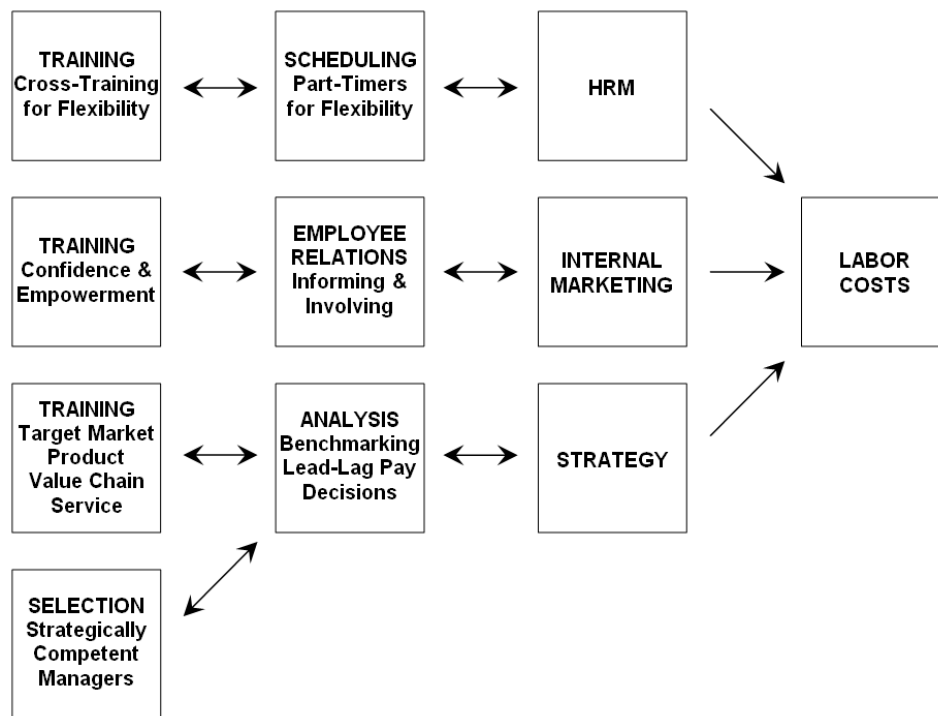 TRAINING
Cross-Training
for Flexibility
SCHEDULING
Part-Timers
for Flexibility
HRM
TRAINING
Confidence &
Empowerment
EMPLOYEE
RELATIONS
Informing &
Involving
INTERNAL
MARKETING
LABOR
COSTS
TRAINING
Target Market
Product
Value Chain
Service
ANALYSIS
Benchmarking
Lead-Lag Pay
Decisions
STRATEGY
SELECTION
Strategically
Competent
Managers